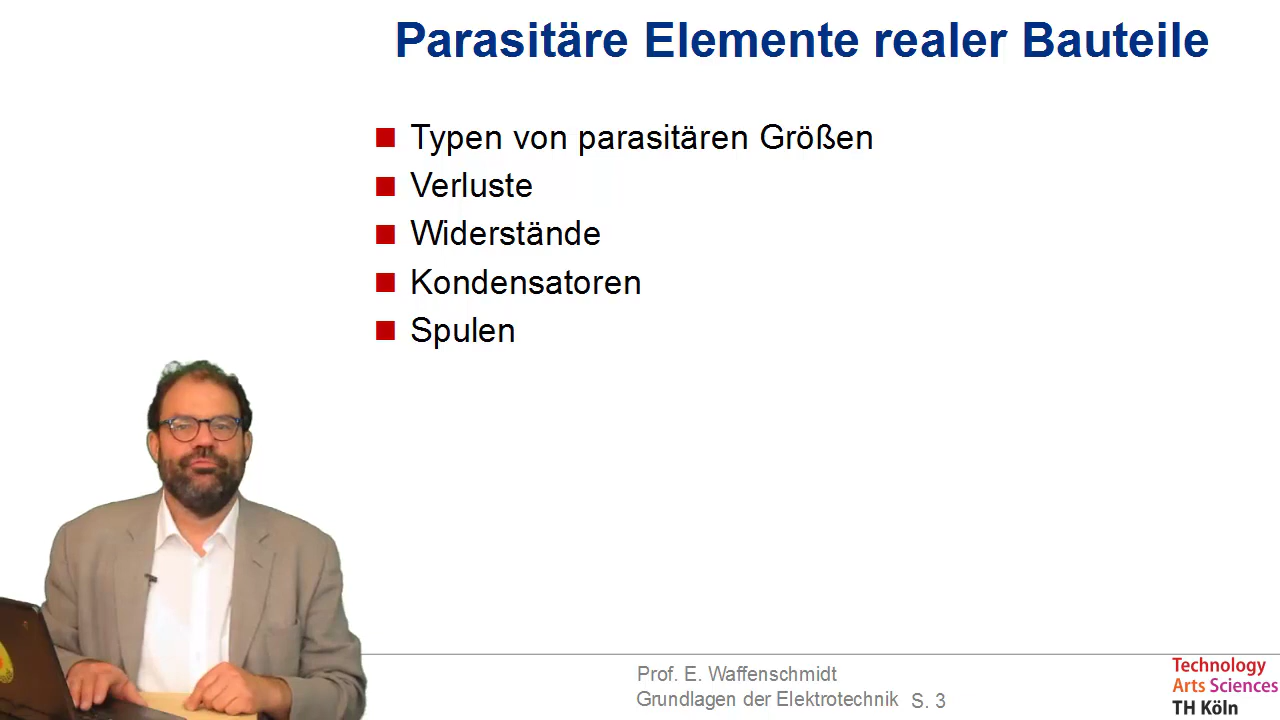 Parasitäre Elemente realer Bauteile
Typen von parasitären Größen
Verluste
Widerstände
Kondensatoren
Spulen
Prof. E. Waffenschmidt
Grundlagen der Elektrotechnik S. 3
Technology
Arts Sciences
TH Köln